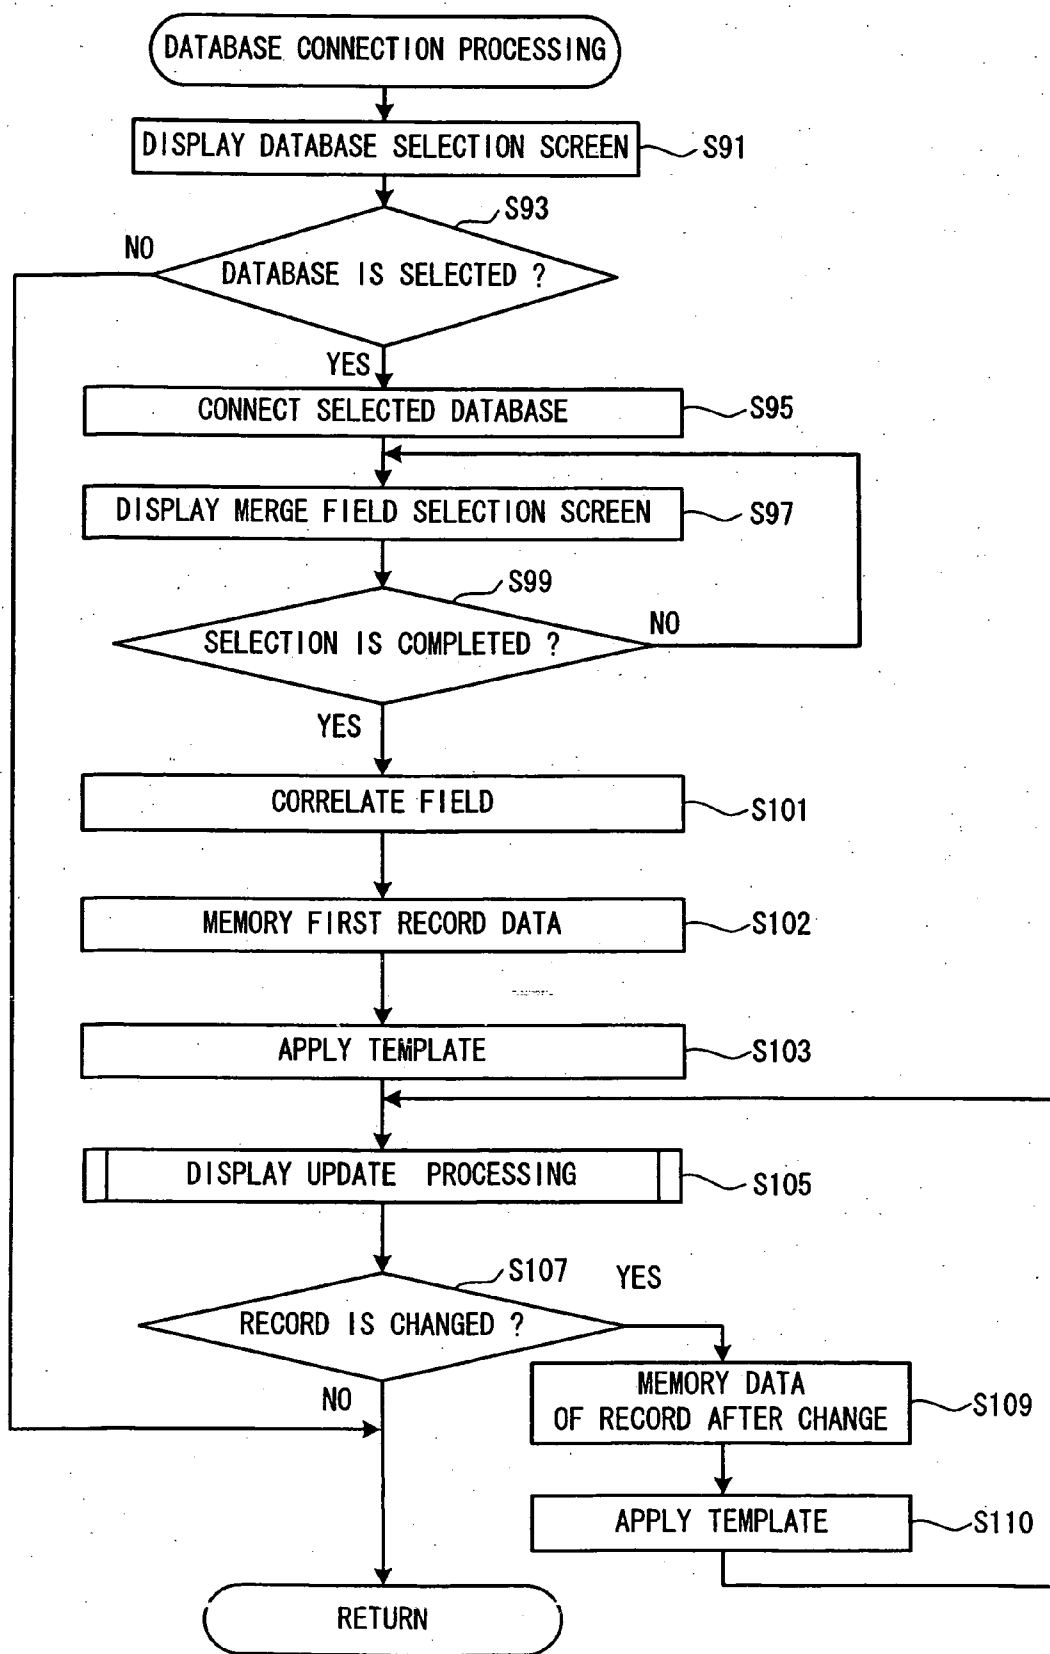 DATABASE CONNECTION PROCESSING
DISPLAY DATABASE SELECTION SCREEN
S91
S93
NO
DATABASE IS SELECTED ?
YES
CONNECT SELECTED DATABASE
S95
DISPLAY MERGE FIELD SELECTION SCREEN
S97
S99
SELECTION IS COMPLETED ?
NO
YES
CORRELATE FIELD
S101
MEMORY FIRST RECORD DATA
S102
APPLY TEMPLATE
S103
DISPLAY UPDATE PROCESSING
S105
S107
YES
RECORD IS CHANGED ?
NO
MEMORY DATA
OF RECORD AFTER CHANGE
S109
APPLY TEMPLATE
S110
RETURN